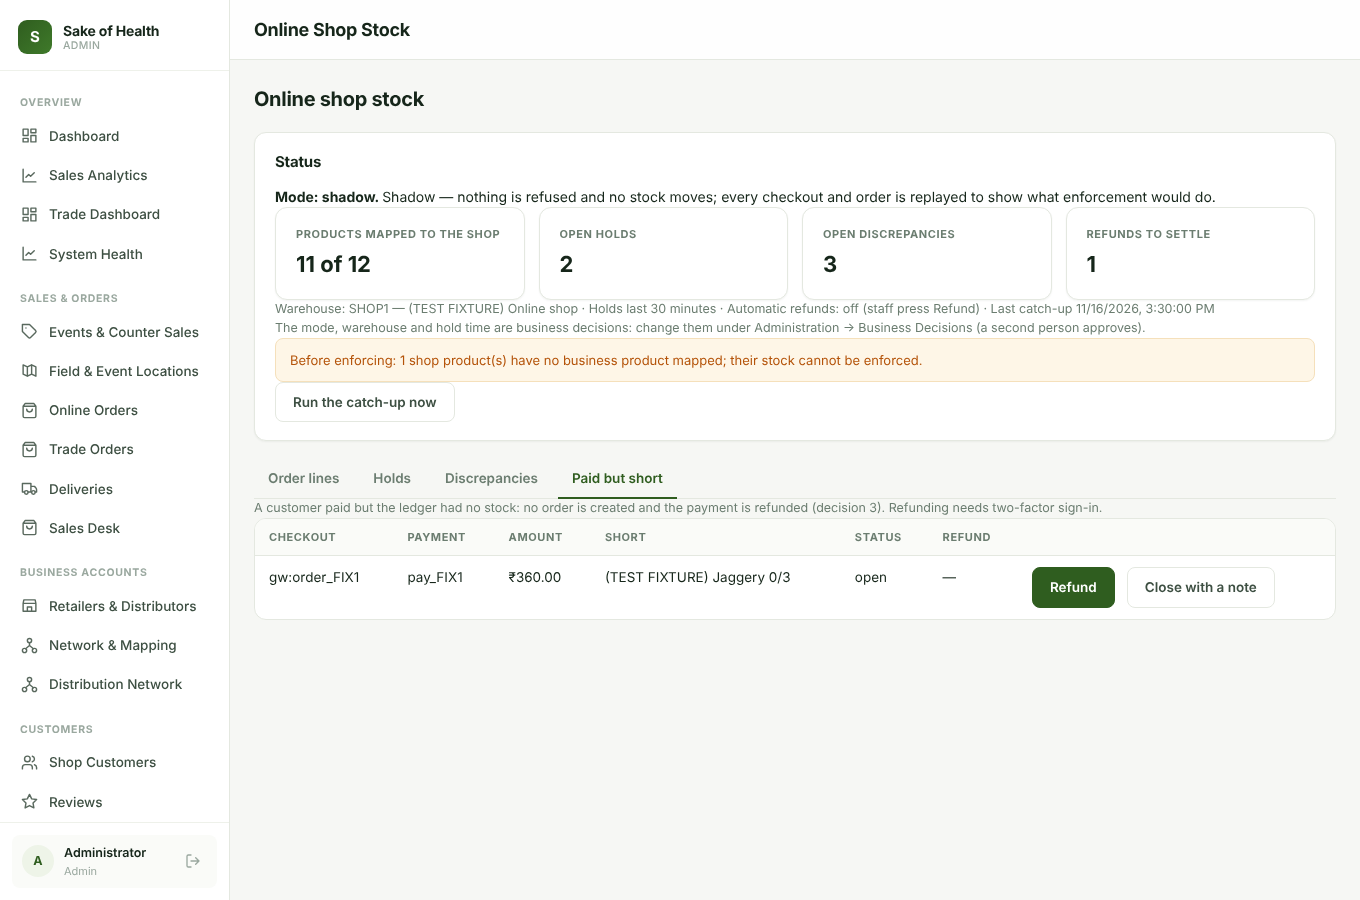 S
Sake of Health
ADMIN
OVERVIEW
Dashboard
Sales Analytics
Trade Dashboard
System Health
SALES & ORDERS
Events & Counter Sales
Field & Event Locations
Online Orders
Trade Orders
Deliveries
Sales Desk
BUSINESS ACCOUNTS
Retailers & Distributors
Network & Mapping
Distribution Network
CUSTOMERS
Shop Customers
Reviews
A
Administrator
Admin
Online Shop Stock
Online shop stock
Status
Mode: shadow. Shadow — nothing is refused and no stock moves; every checkout and order is replayed to show what enforcement would do.
PRODUCTS MAPPED TO THE SHOP
11 of 12
OPEN HOLDS
2
OPEN DISCREPANCIES
3
REFUNDS TO SETTLE
1
Warehouse: SHOP1 — (TEST FIXTURE) Online shop · Holds last 30 minutes · Automatic refunds: off (staff press Refund) · Last catch-up 11/16/2026, 3:30:00 PM
The mode, warehouse and hold time are business decisions: change them under Administration → Business Decisions (a second person approves).
Before enforcing: 1 shop product(s) have no business product mapped; their stock cannot be enforced.
Run the catch-up now
Order lines Holds Discrepancies Paid but short
A customer paid but the ledger had no stock: no order is created and the payment is refunded (decision 3). Refunding needs two-factor sign-in.
CHECKOUT PAYMENT AMOUNT SHORT STATUS REFUND
gw:order_FIX1 pay_FIX1 ₹360.00 (TEST FIXTURE) Jaggery 0/3 open — Refund Close with a note